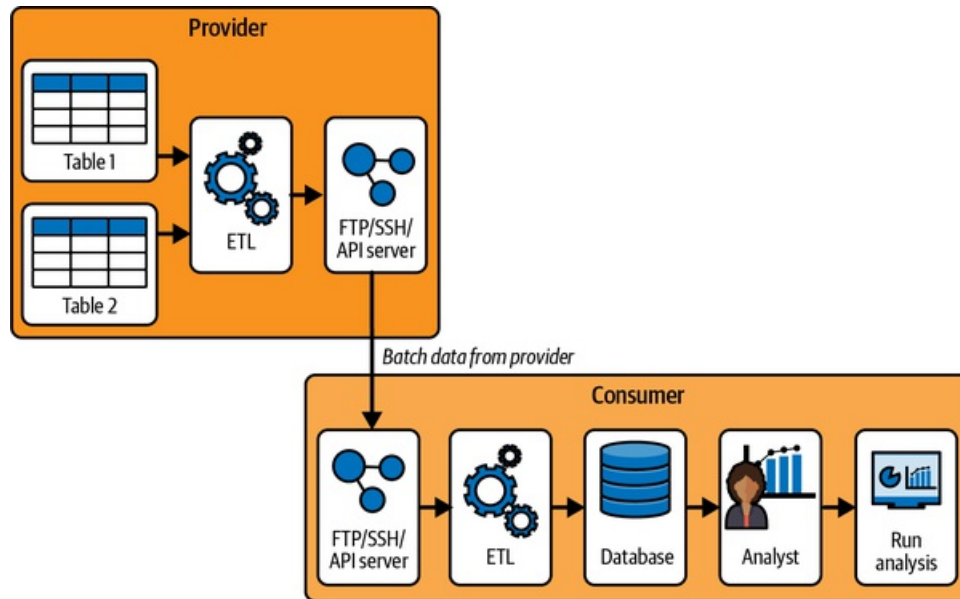 Provider
Table 1
Table 2
ETL
FTP/SSH/
API server
Batch data from provider
Consumer
FTP/SSH/
API server
ETL
Database
Analyst
Run
analysis